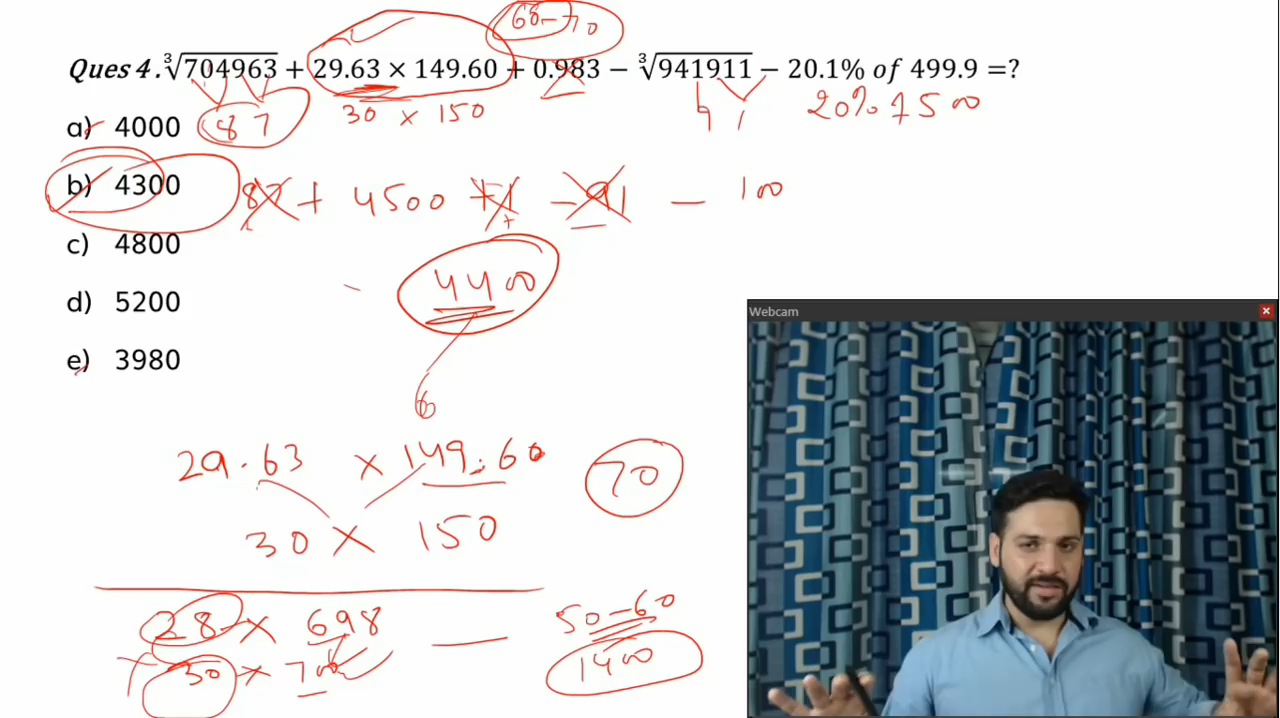 68-70
Ques 4. ∛704963 + 29.63 × 149.60 + 0.983 − ∛941911 − 20.1% of 499.9 =?
30 × 150
20% of 500
a) 4000
87
b) 4300
87 + 4500 +1 - 91 - 100
c) 4800
4400
Webcam
d) 5200
e) 3980
29.63 × 149.60
70
30 × 150
28 × 698
50-60
30 × 700
1400